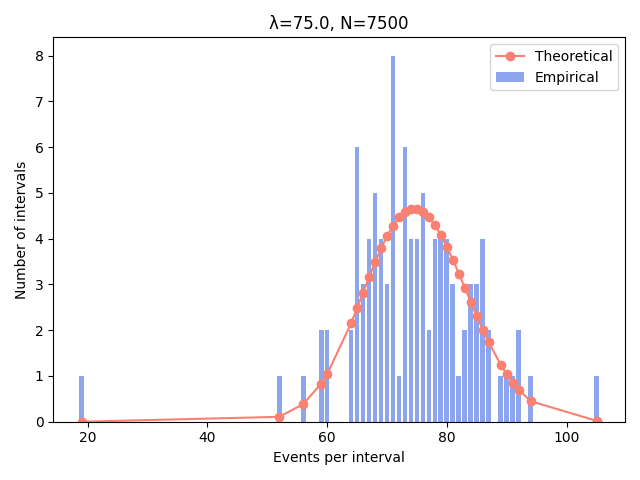 λ=75.0, N=7500
Theoretical
Empirical
8
7
6
5
4
3
2
1
0
Number of intervals
20
40
60
80
100
Events per interval